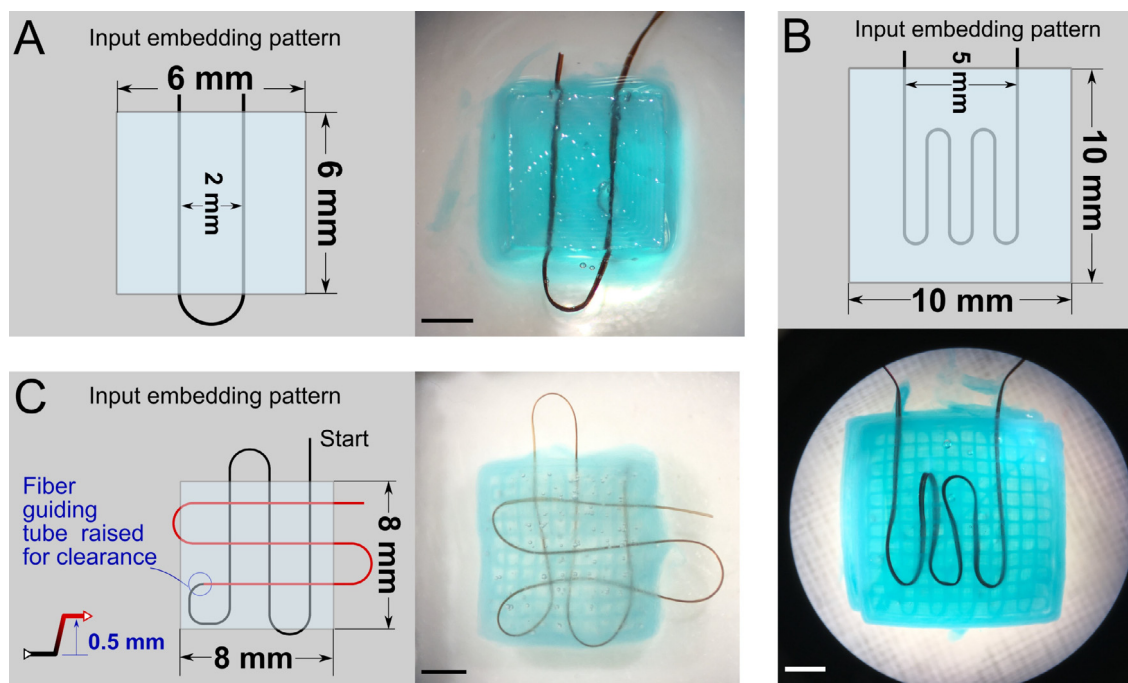 A
Input embedding pattern
6 mm
6 mm
2 mm
B
Input embedding pattern
5 mm
10 mm
10 mm
C
Input embedding pattern
Start
Fiber
guiding
tube raised
for clearance
8 mm
0.5 mm
8 mm